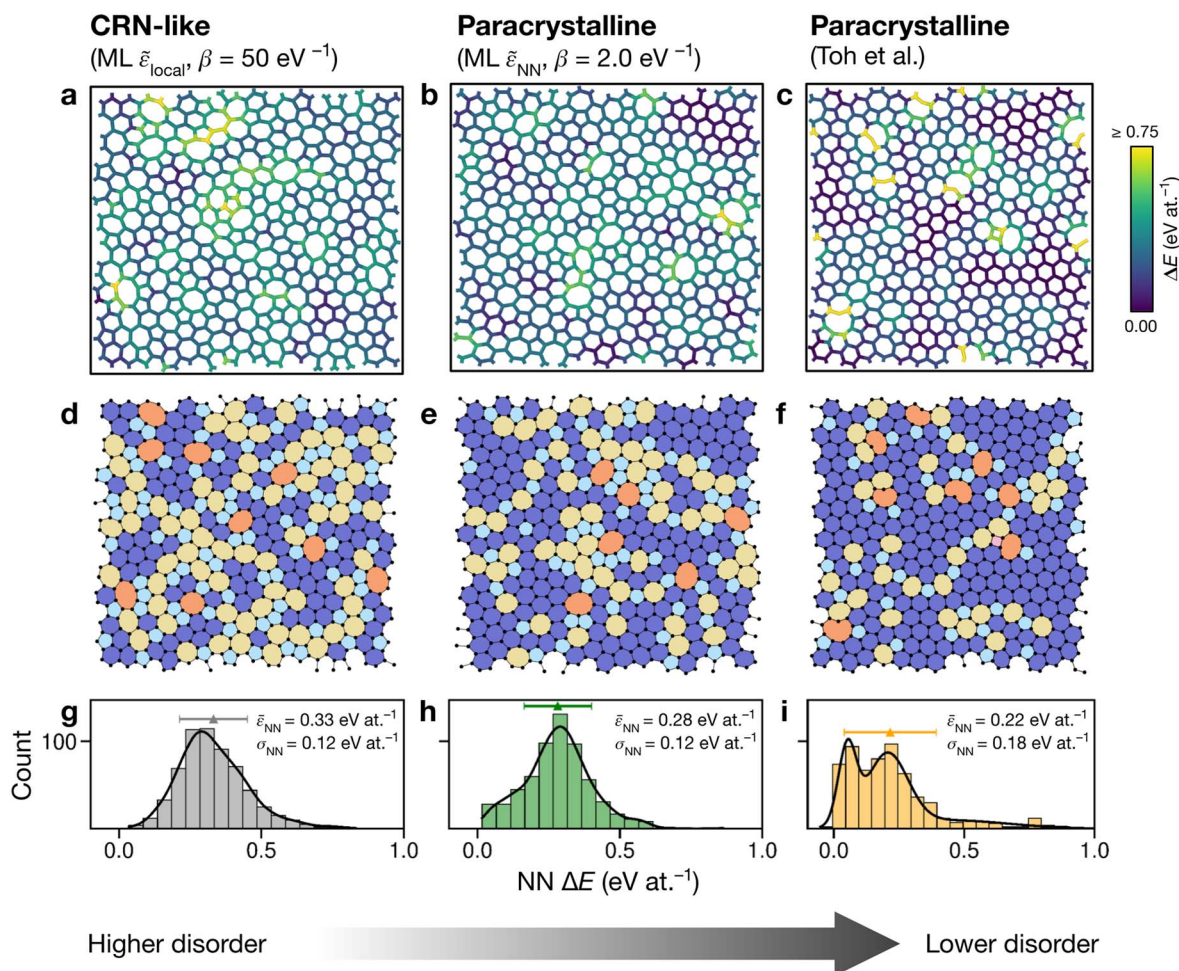 CRN-like
(ML ε̃local, β = 50 eV ⁻¹)
Paracrystalline
(ML ε̃NN, β = 2.0 eV ⁻¹)
Paracrystalline
(Toh et al.)
a
b
c
≥ 0.75
ΔE (eV at.⁻¹)
0.00
d
e
f
g
ε̄NN = 0.33 eV at.⁻¹
σNN = 0.12 eV at.⁻¹
h
ε̄NN = 0.28 eV at.⁻¹
σNN = 0.12 eV at.⁻¹
i
ε̄NN = 0.22 eV at.⁻¹
σNN = 0.18 eV at.⁻¹
100
Count
0.0 0.5 1.0
0.0 0.5 1.0
0.0 0.5 1.0
NN ΔE (eV at.⁻¹)
Higher disorder
Lower disorder